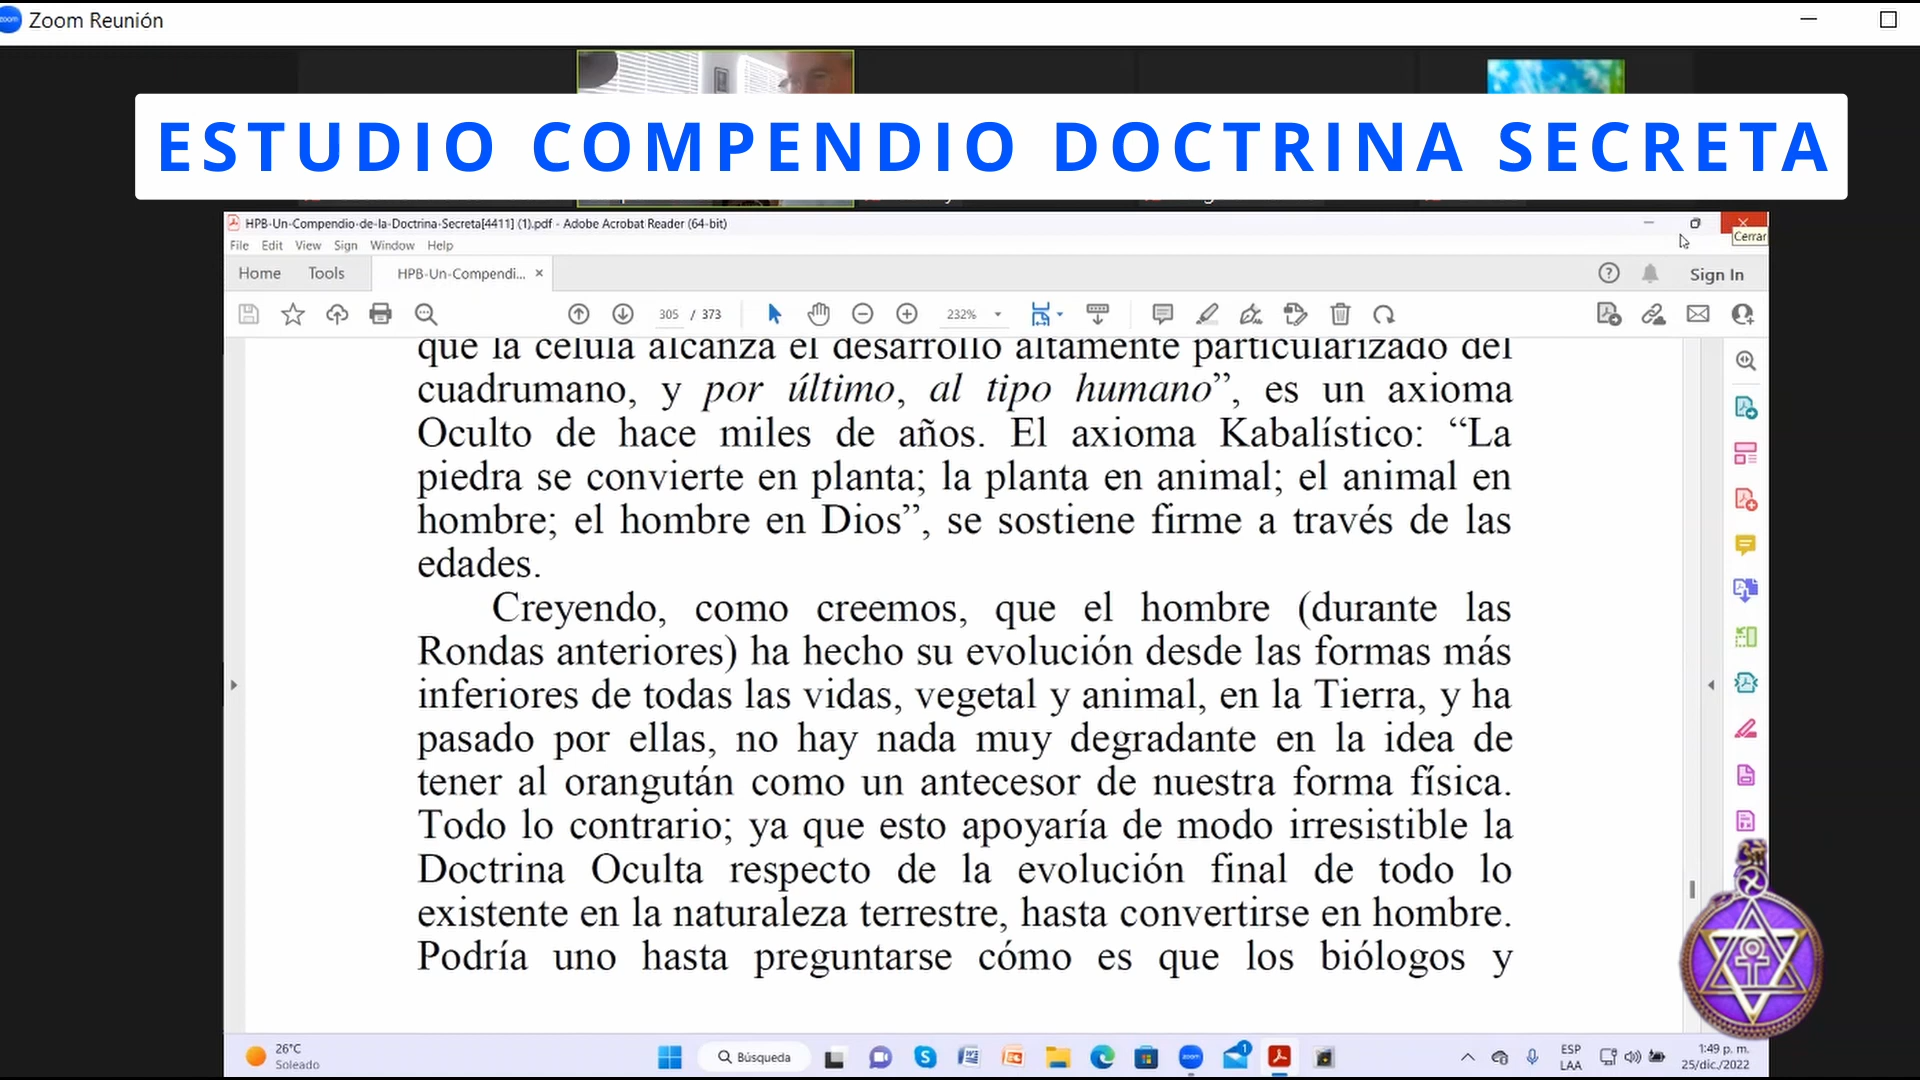 Zoom Reunión
ESTUDIO COMPENDIO DOCTRINA SECRETA
HPB-Un-Compendio-de-la-Doctrina-Secreta[4411] (1).pdf - Adobe Acrobat Reader (64-bit)
Cerrar
File Edit View Sign Window Help
Home Tools HPB-Un-Compendi... × Sign In
305 / 373 232%
que la célula alcanza el desarrollo altamente particularizado del
cuadrumano, y por último, al tipo humano”, es un axioma
Oculto de hace miles de años. El axioma Kabalístico: “La
piedra se convierte en planta; la planta en animal; el animal en
hombre; el hombre en Dios”, se sostiene firme a través de las
edades.
Creyendo, como creemos, que el hombre (durante las
Rondas anteriores) ha hecho su evolución desde las formas más
inferiores de todas las vidas, vegetal y animal, en la Tierra, y ha
pasado por ellas, no hay nada muy degradante en la idea de
tener al orangután como un antecesor de nuestra forma física.
Todo lo contrario; ya que esto apoyaría de modo irresistible la
Doctrina Oculta respecto de la evolución final de todo lo
existente en la naturaleza terrestre, hasta convertirse en hombre.
Podría uno hasta preguntarse cómo es que los biólogos y
26°C
Soleado
Búsqueda
ESP
LAA
1:49 p. m.
25/dic./2022